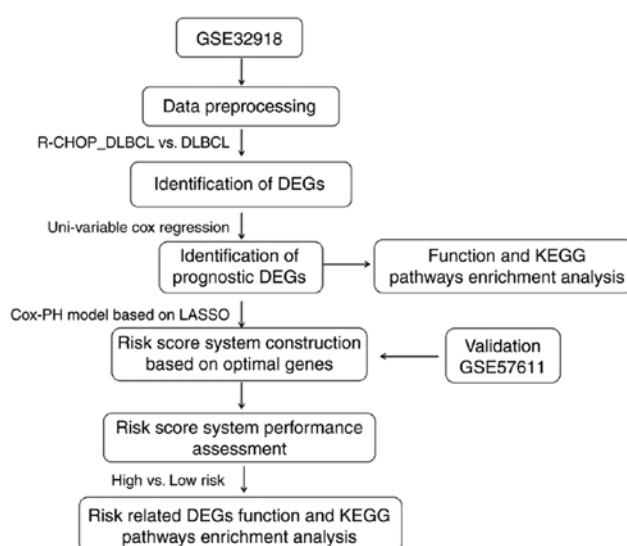 GSE32918
Data preprocessing
R-CHOP_DLBCL vs. DLBCL
Identification of DEGs
Uni-variable cox regression
Identification of
prognostic DEGs
Function and KEGG
pathways enrichment analysis
Cox-PH model based on LASSO
Risk score system construction
based on optimal genes
Validation
GSE57611
Risk score system performance
assessment
High vs. Low risk
Risk related DEGs function and KEGG
pathways enrichment analysis